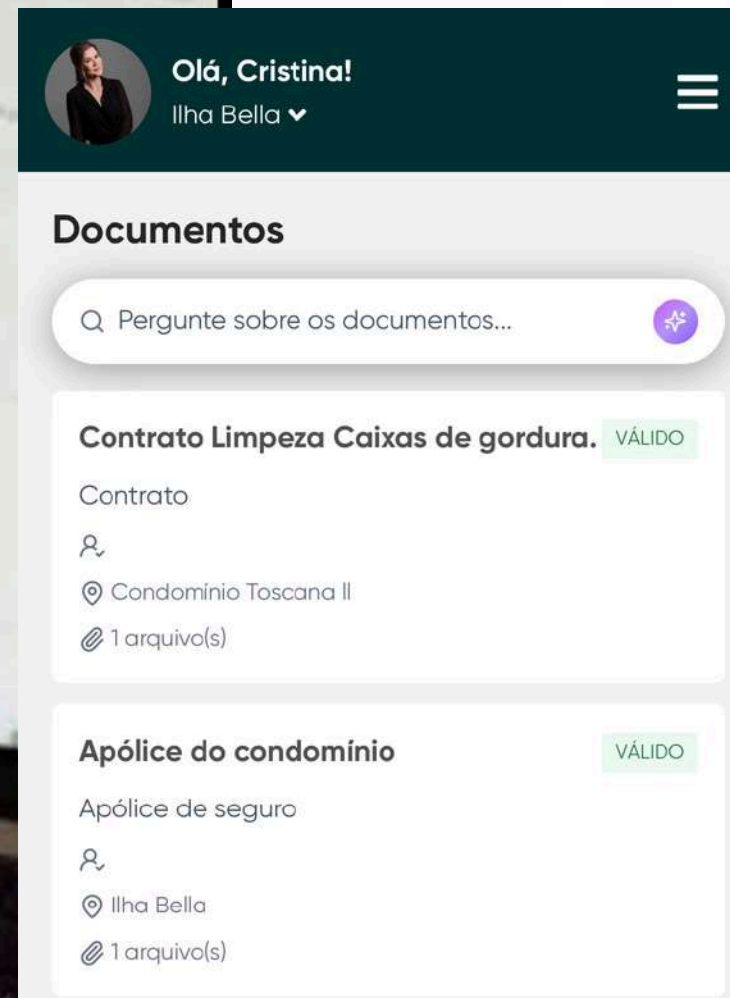 Olá, Cristina!
Ilha Bella
Documentos
Pergunte sobre os documentos...
Contrato Limpeza Caixas de gordura. VÁLIDO
Contrato
Condomínio Toscana II
1 arquivo(s)
Apólice do condomínio VÁLIDO
Apólice de seguro
Ilha Bella
1 arquivo(s)